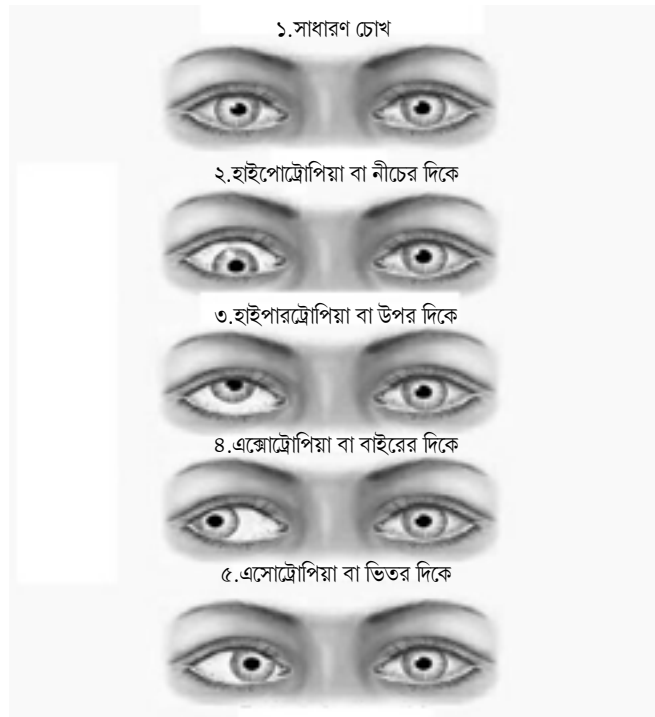 ১.সাধারণ চোখ
২.হাইপোট্রোপিয়া বা নীচের দিকে
৩.হাইপারট্রোপিয়া বা উপর দিকে
৪.এক্সোট্রোপিয়া বা বাইরের দিকে
৫.এসোট্রোপিয়া বা ভিতর দিকে